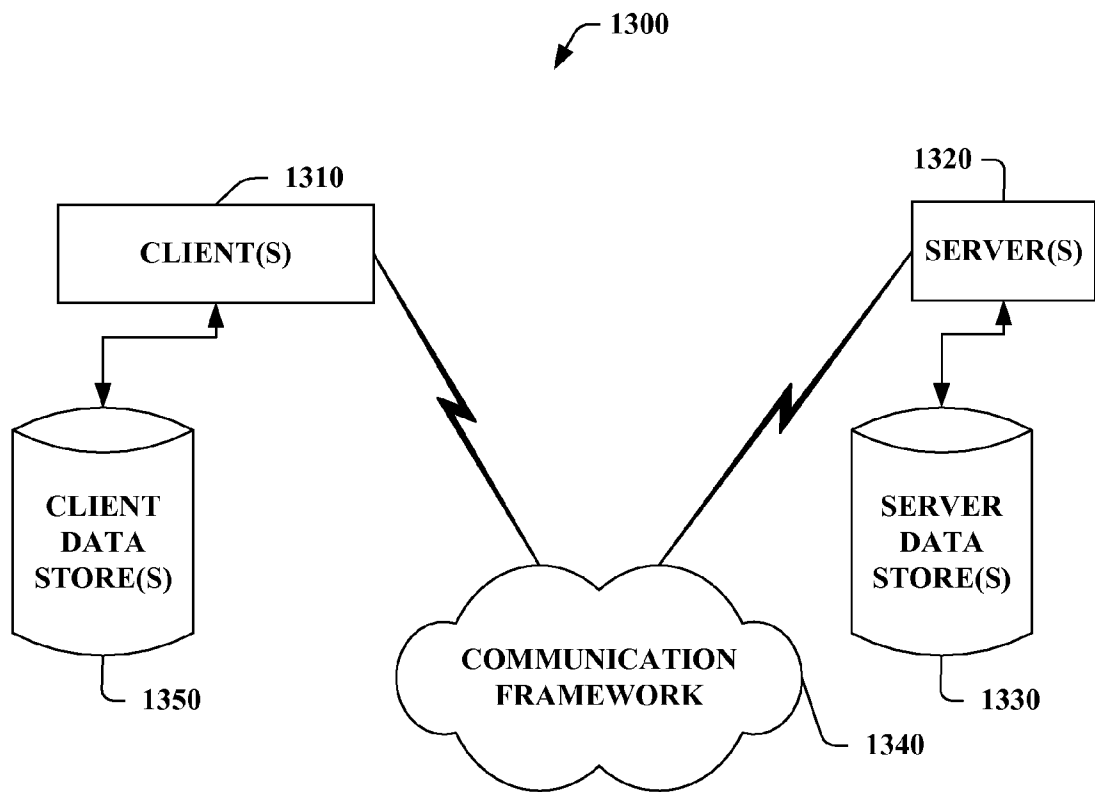 1300
1310
CLIENT(S)
1320
SERVER(S)
CLIENT
DATA
STORE(S)
1350
SERVER
DATA
STORE(S)
1330
COMMUNICATION
FRAMEWORK
1340